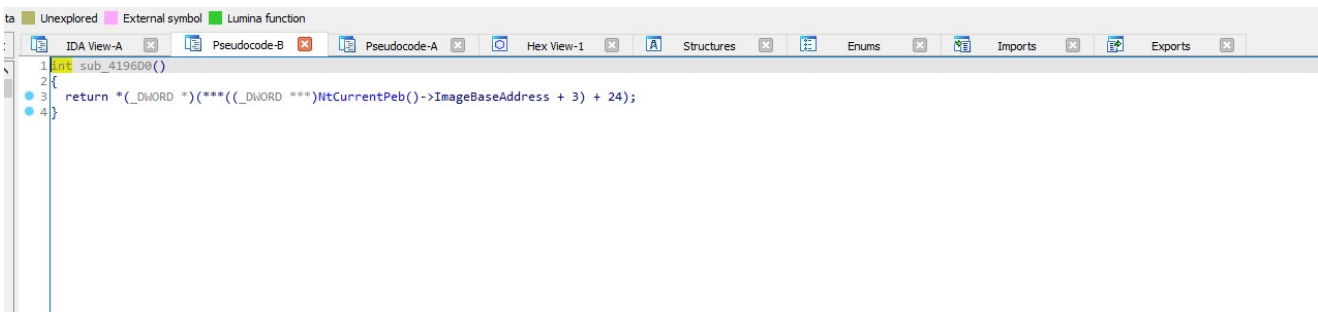 ta Unexplored External symbol Lumina function
IDA View-A Pseudocode-B Pseudocode-A Hex View-1 Structures Enums Imports Exports
1 int sub_4196D0()
2 {
3 return *(_DWORD *)(***((_DWORD ***)NtCurrentPeb()->ImageBaseAddress + 3) + 24);
4 }